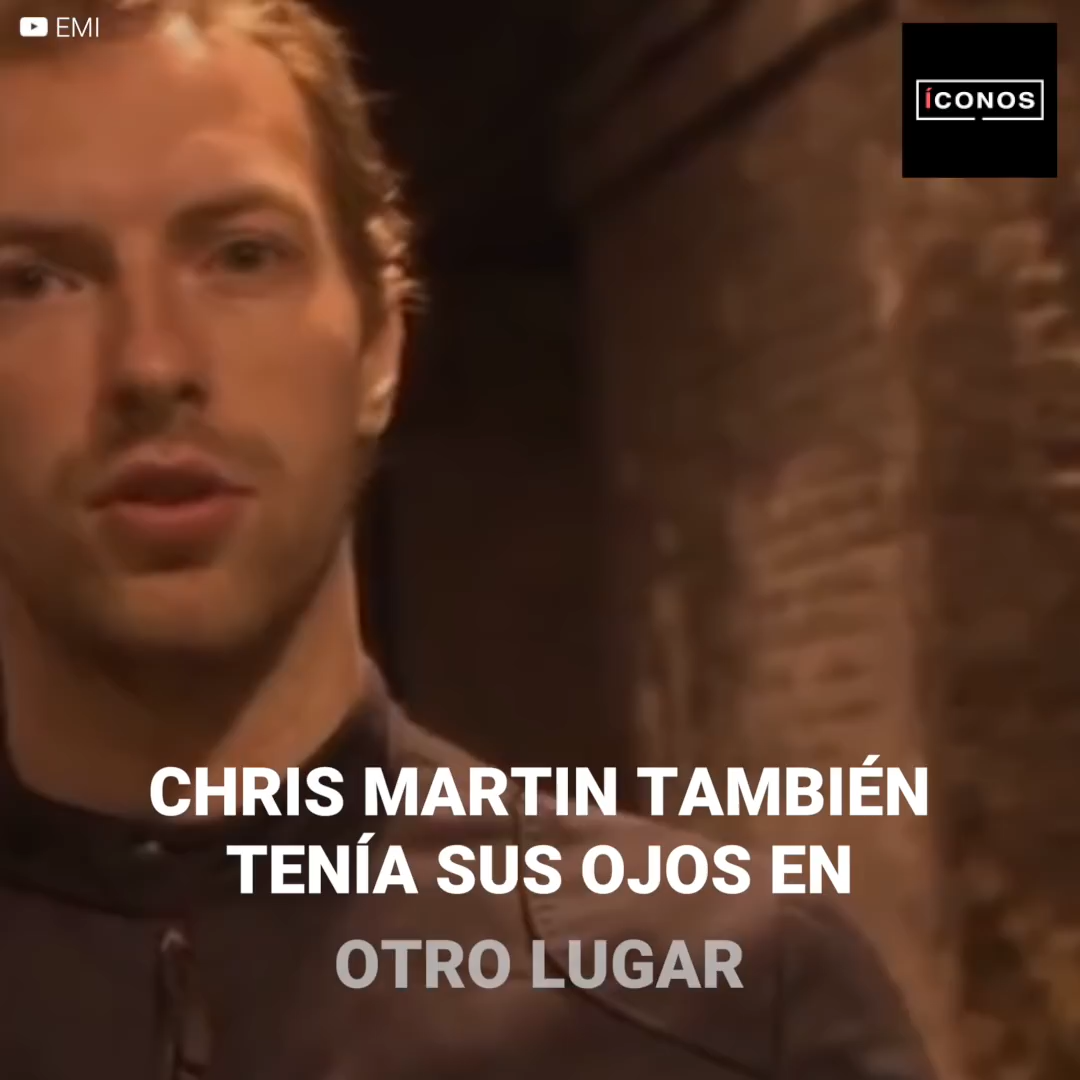 EMI
ÍCONOS
CHRIS MARTIN TAMBIÉN
TENÍA SUS OJOS EN
OTRO LUGAR